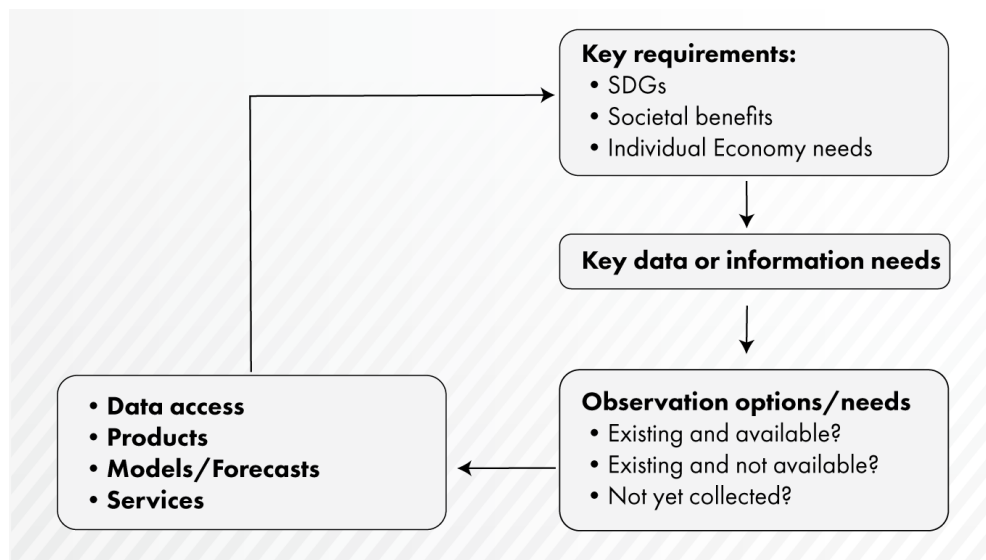 Key requirements:
• SDGs
• Societal benefits
• Individual Economy needs
Key data or information needs
Observation options/needs
• Existing and available?
• Existing and not available?
• Not yet collected?
• Data access
• Products
• Models/Forecasts
• Services